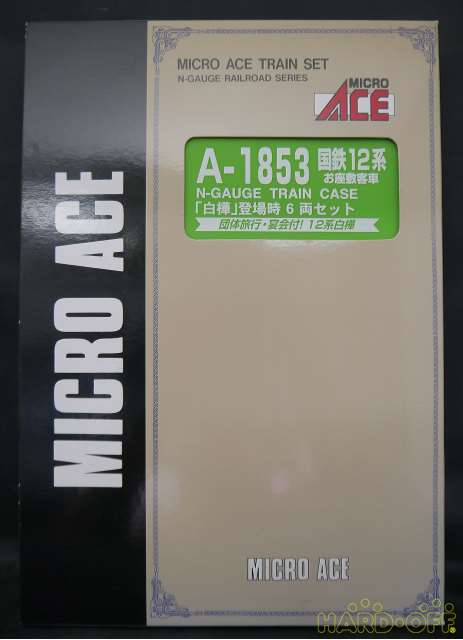 MICRO ACE TRAIN SET
N-GAUGE RAILROAD SERIES
MICRO
ACE
A-1853 国鉄12系
お座敷客車
N-GAUGE TRAIN CASE
「白樺」登場時6両セット
団体旅行・宴会付!12系白樺
MICRO ACE
MICRO ACE
HARD-OFF